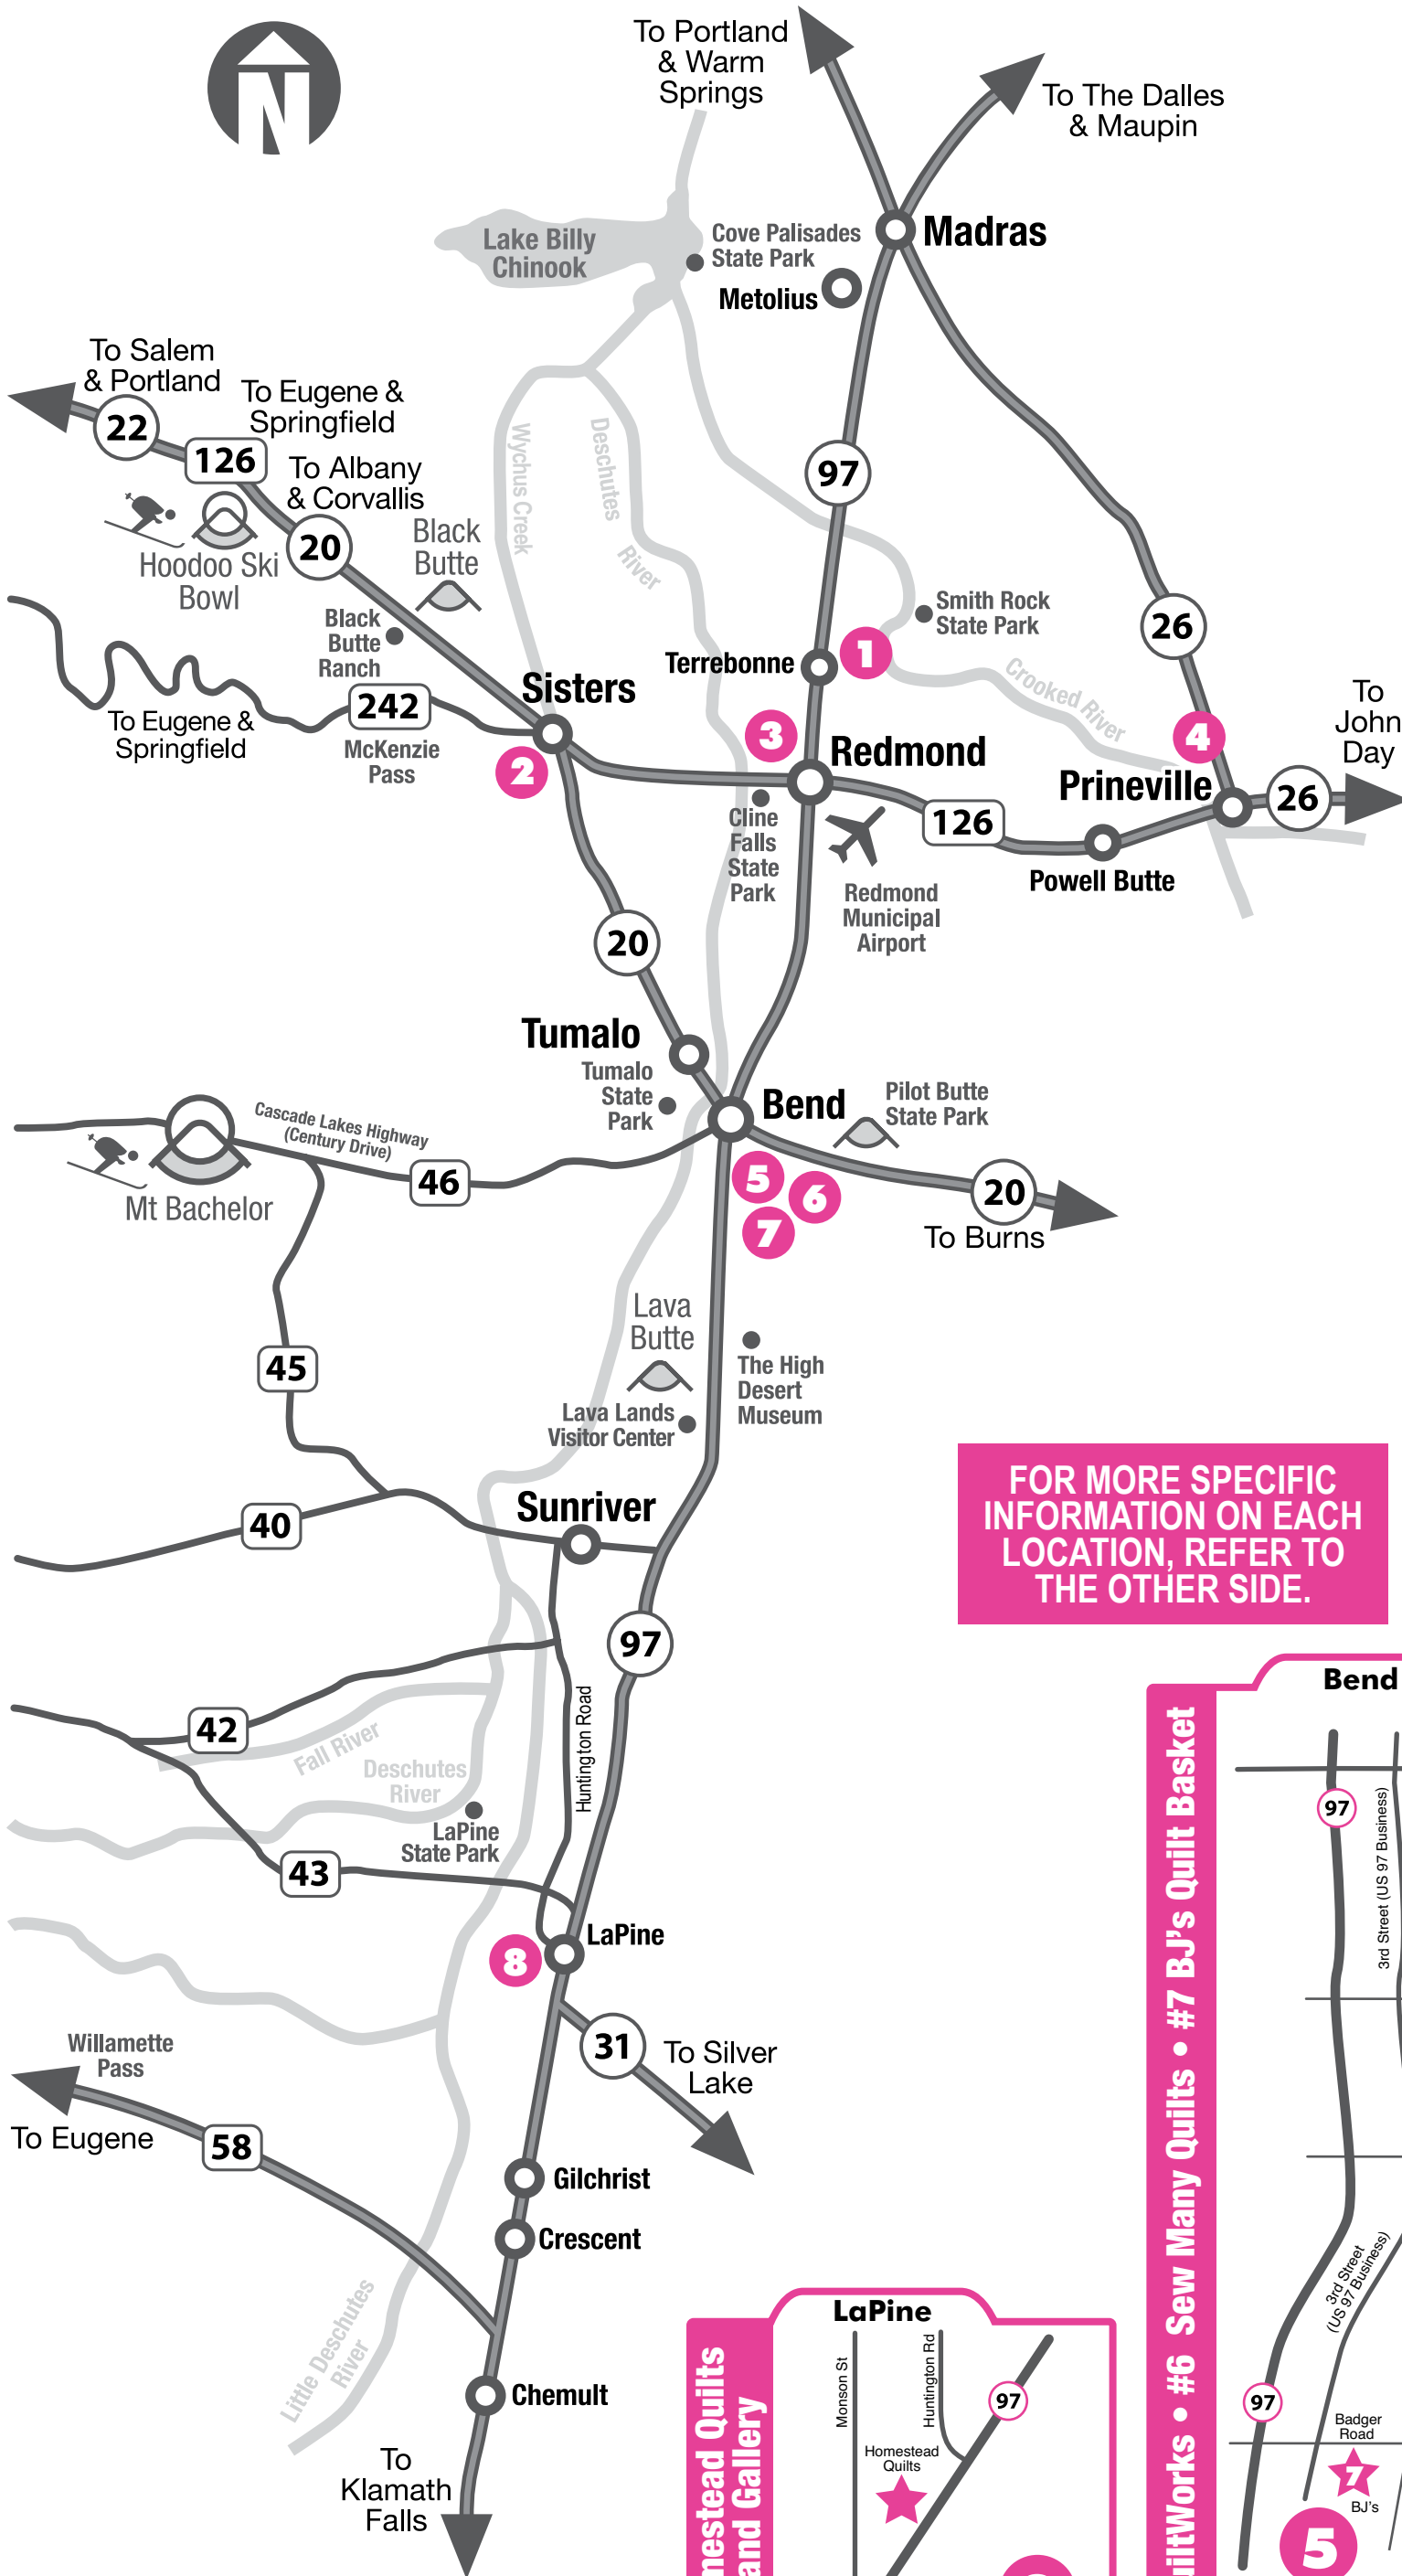 N
To Portland
& Warm
Springs
To The Dalles
& Maupin
Madras
Lake Billy
Chinook
Cove Palisades
State Park
Metolius
To Salem
& Portland
22
To Eugene &
Springfield
126
To Albany
& Corvallis
20
Hoodoo Ski
Bowl
Black
Butte
Black
Butte
Ranch
Wychus Creek
Deschutes
River
97
Smith Rock
State Park
26
Terrebonne
1
Crooked River
Sisters
242
To Eugene &
Springfield
McKenzie
Pass
2
3
Redmond
4
To
John
Day
Prineville
26
Cline
Falls
State
Park
126
Powell Butte
Redmond
Municipal
Airport
20
Tumalo
Tumalo
State
Park
Bend
Pilot Butte
State Park
Cascade Lakes Highway
(Century Drive)
46
Mt Bachelor
5
6
7
20
To Burns
Lava
Butte
The High
Desert
Museum
Lava Lands
Visitor Center
45
FOR MORE SPECIFIC
INFORMATION ON EACH
LOCATION, REFER TO
THE OTHER SIDE.
Sunriver
40
97
42
Fall River
Deschutes
River
Huntington Road
LaPine
State Park
43
LaPine
8
31
To Silver
Lake
Willamette
Pass
To Eugene
58
Gilchrist
Crescent
Little Deschutes
River
Chemult
To
Klamath
Falls
LaPine
mestead Quilts
and Gallery
Monson St
Huntington Rd
97
Homestead
Quilts
Bend
uiltWorks • #6 Sew Many Quilts • #7 BJ's Quilt Basket
97
3rd Street (US 97 Business)
3rd Street
(US 97 Business)
97
Badger
Road
7
BJ's
5